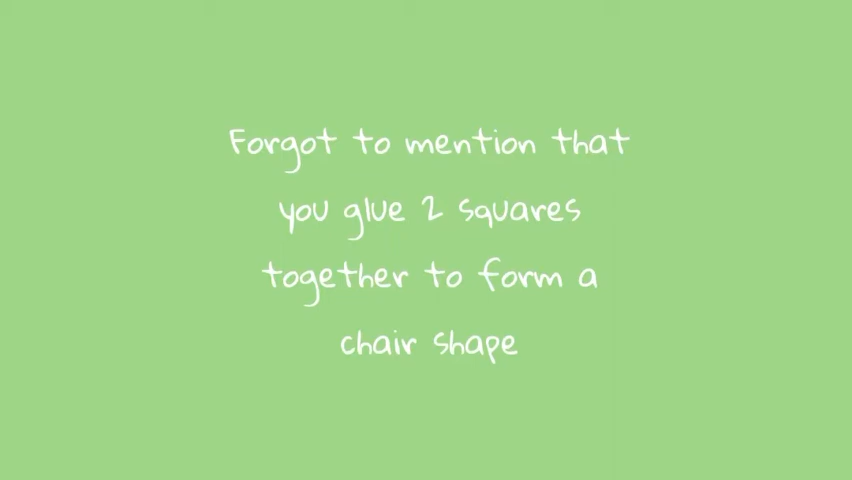 Forgot to mention that
you glue 2 squares
together to form a
chair shape